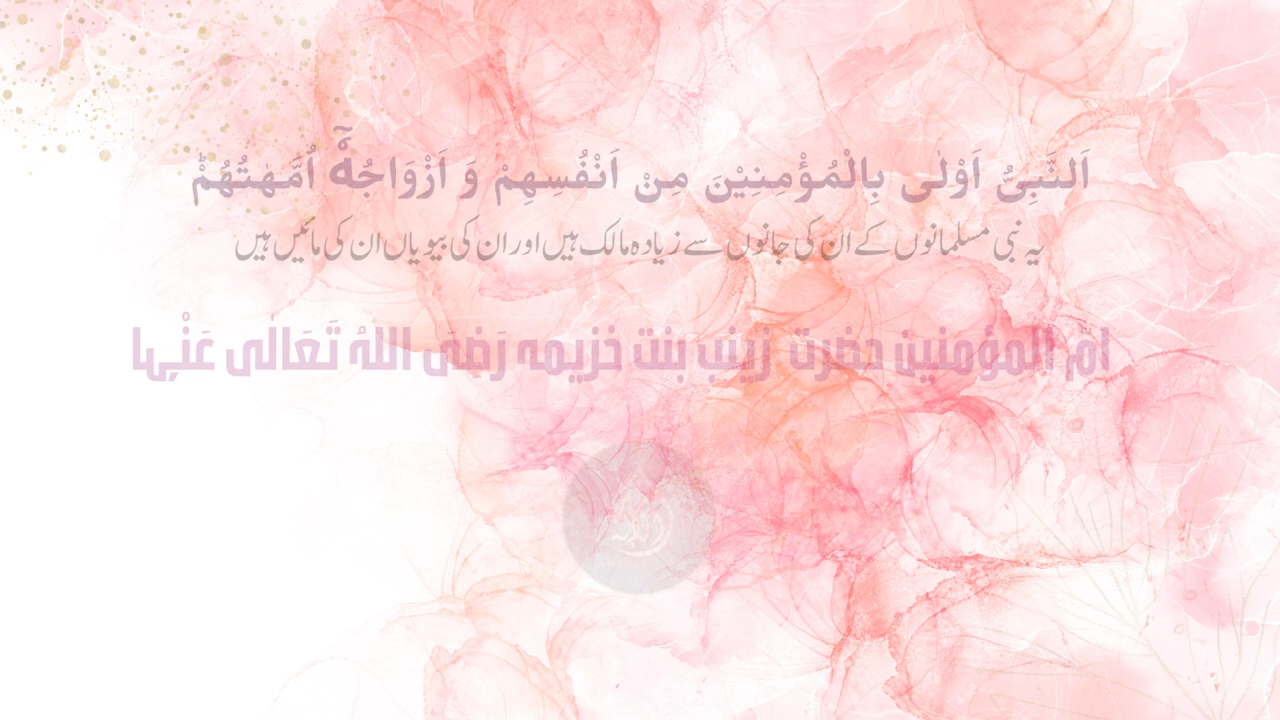 اَلنَّبِیُّ اَوْلٰى بِالْمُؤْمِنِیْنَ مِنْ اَنْفُسِهِمْ وَ اَزْوَاجُهٗۤ اُمَّهٰتُهُمْؕ
یہ نبی مسلمانوں کے ان کی جانوں سے زیادہ مالک ہیں اور ان کی بیویاں ان کی مائیں ہیں
امّ المؤمنین حضرت زینب بنت خزیمہ رَضِیَ اللهُ تَعَالٰی عَنْہا